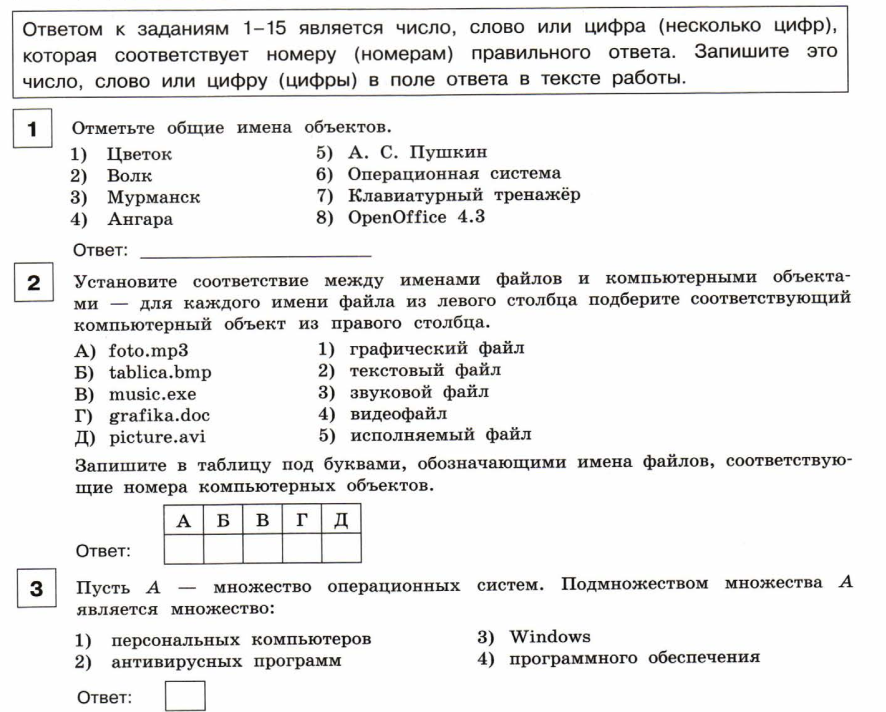 Ответом к заданиям 1–15 является число, слово или цифра (несколько цифр),
которая соответствует номеру (номерам) правильного ответа. Запишите это
число, слово или цифру (цифры) в поле ответа в тексте работы.
1 Отметьте общие имена объектов.
1) Цветок 5) А. С. Пушкин
2) Волк 6) Операционная система
3) Мурманск 7) Клавиатурный тренажёр
4) Ангара 8) OpenOffice 4.3
Ответ:
2 Установите соответствие между именами файлов и компьютерными объекта-
ми — для каждого имени файла из левого столбца подберите соответствующий
компьютерный объект из правого столбца.
А) foto.mp3 1) графический файл
Б) tablica.bmp 2) текстовый файл
В) music.exe 3) звуковой файл
Г) grafika.doc 4) видеофайл
Д) picture.avi 5) исполняемый файл
Запишите в таблицу под буквами, обозначающими имена файлов, соответствую-
щие номера компьютерных объектов.
А Б В Г Д
Ответ:
3 Пусть A — множество операционных систем. Подмножеством множества A
является множество:
1) персональных компьютеров 3) Windows
2) антивирусных программ 4) программного обеспечения
Ответ: